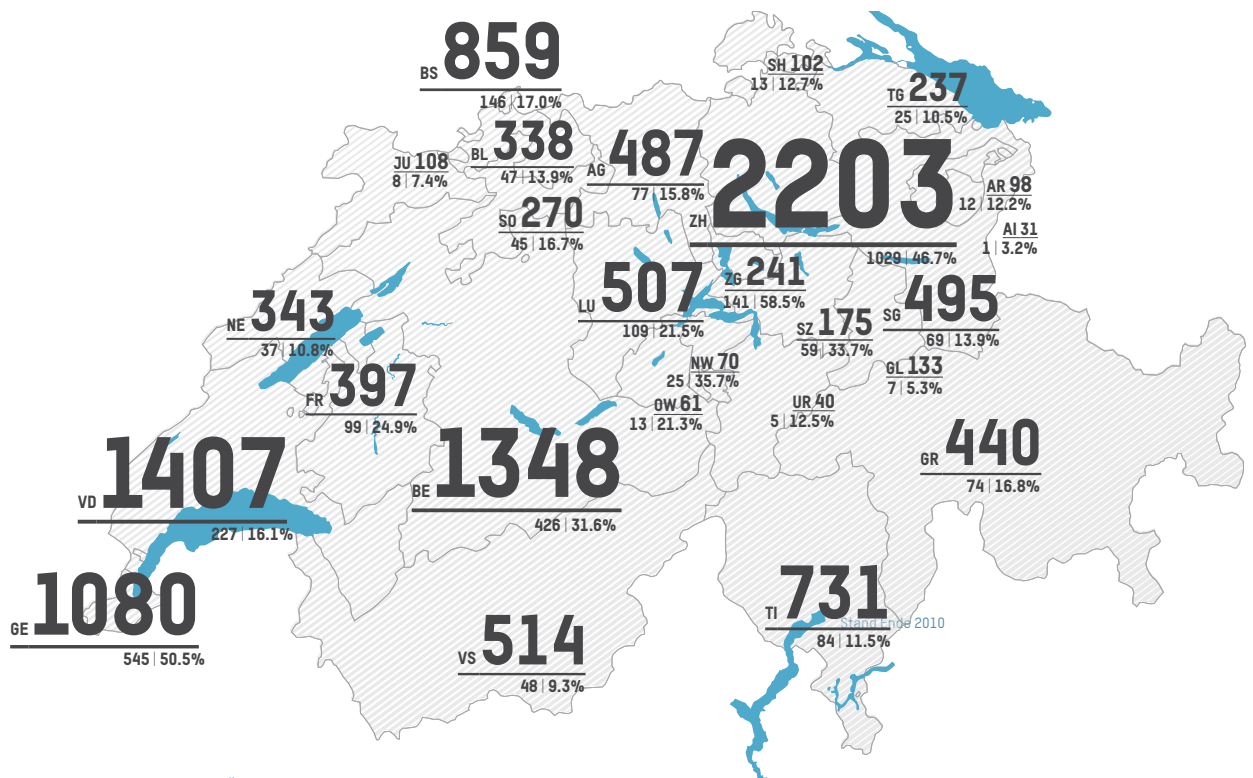 BS 859
146 | 17.0%
SH 102
13 | 12.7%
TG 237
25 | 10.5%
JU 108
8 | 7.4%
BL 338
47 | 13.9%
AG 487
77 | 15.8%
ZH 2203
1029 | 46.7%
AR 98
12 | 12.2%
AI 31
1 | 3.2%
SO 270
45 | 16.7%
LU 507
109 | 21.5%
ZG 241
141 | 58.5%
NE 343
37 | 10.8%
SZ 175
59 | 33.7%
SG 495
69 | 13.9%
NW 70
25 | 35.7%
GL 133
7 | 5.3%
FR 397
99 | 24.9%
OW 61
13 | 21.3%
UR 40
5 | 12.5%
GR 440
74 | 16.8%
VD 1407
227 | 16.1%
BE 1348
426 | 31.6%
GE 1080
545 | 50.5%
VS 514
48 | 9.3%
TI 731
84 | 11.5%
Stand Ende 2010